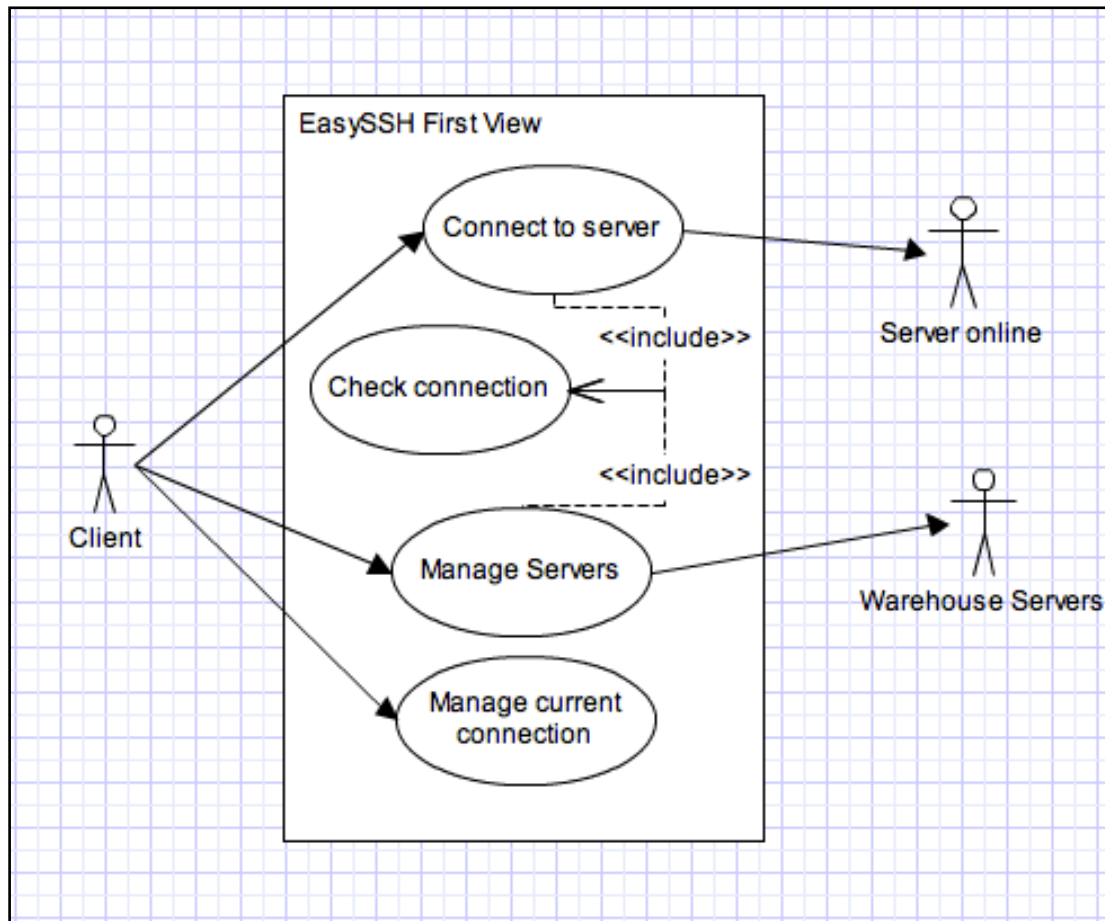 EasySSH First View
Connect to server
Server online
<<include>>
Check connection
<<include>>
Client
Manage Servers
Warehouse Servers
Manage current
connection